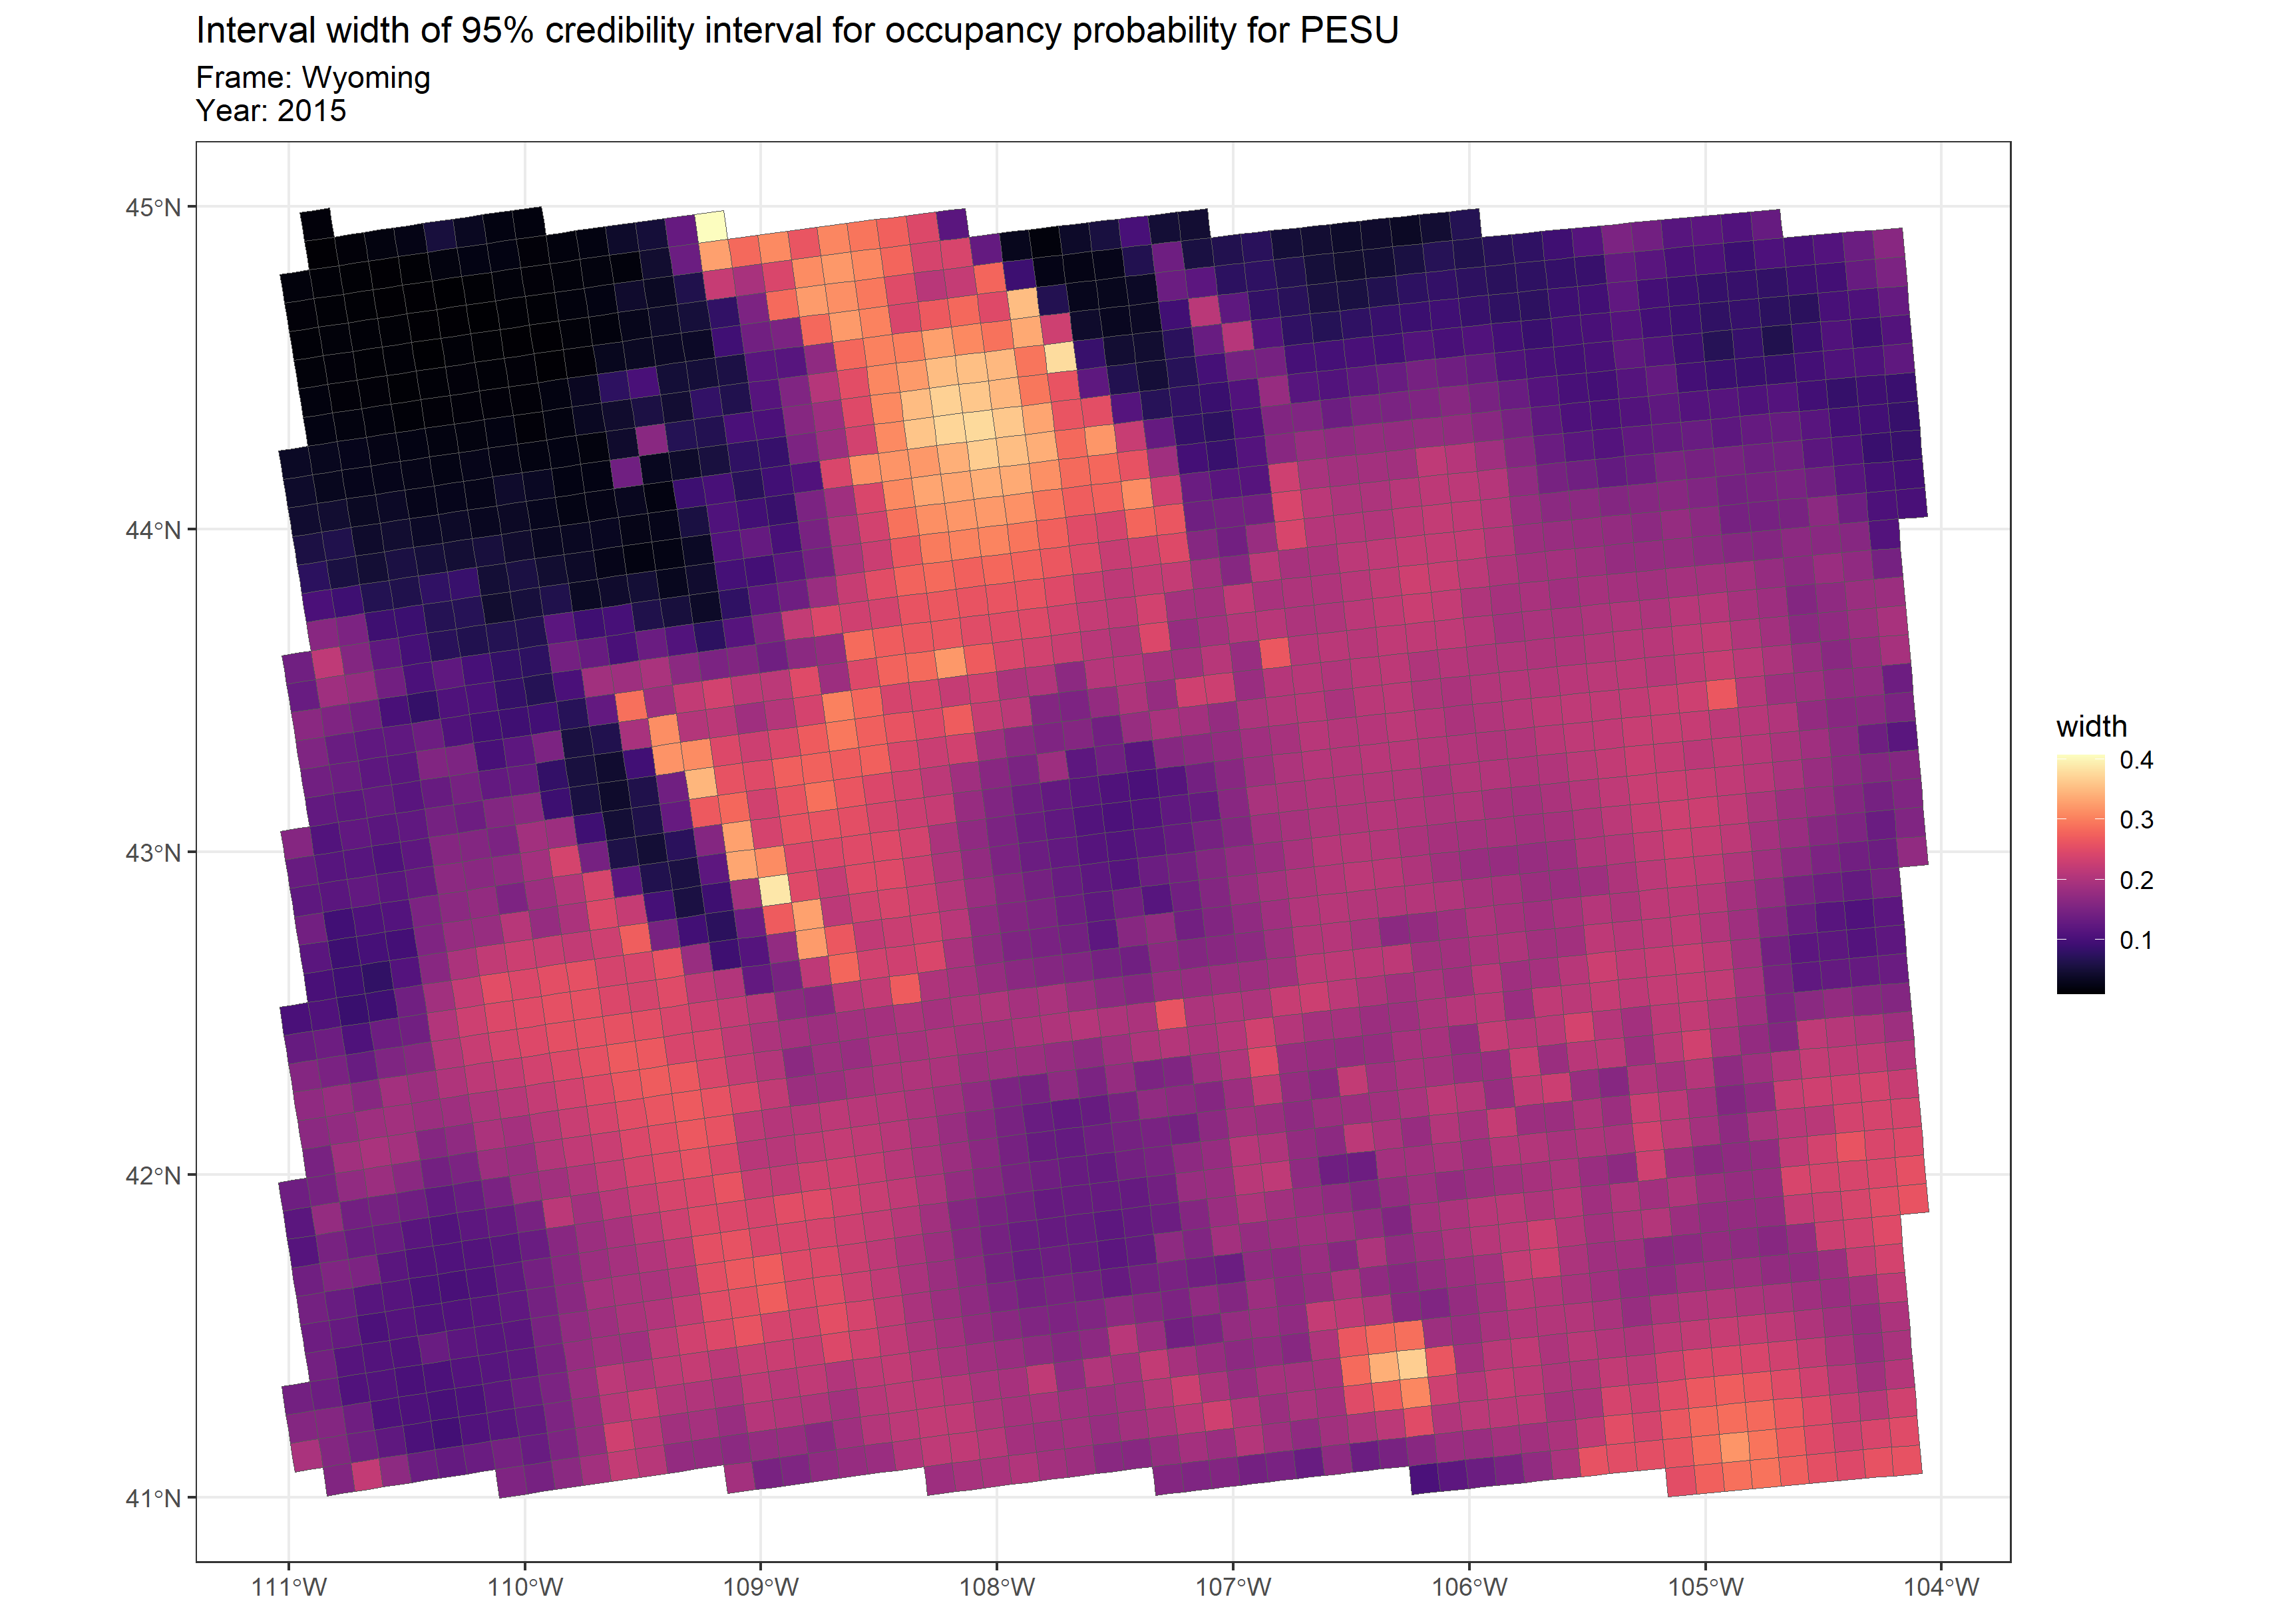 Interval width of 95% credibility interval for occupancy probability for PESU
Frame: Wyoming
Year: 2015
45°N
44°N
43°N
42°N
41°N
111°W
110°W
109°W
108°W
107°W
106°W
105°W
104°W
width
0.4
0.3
0.2
0.1